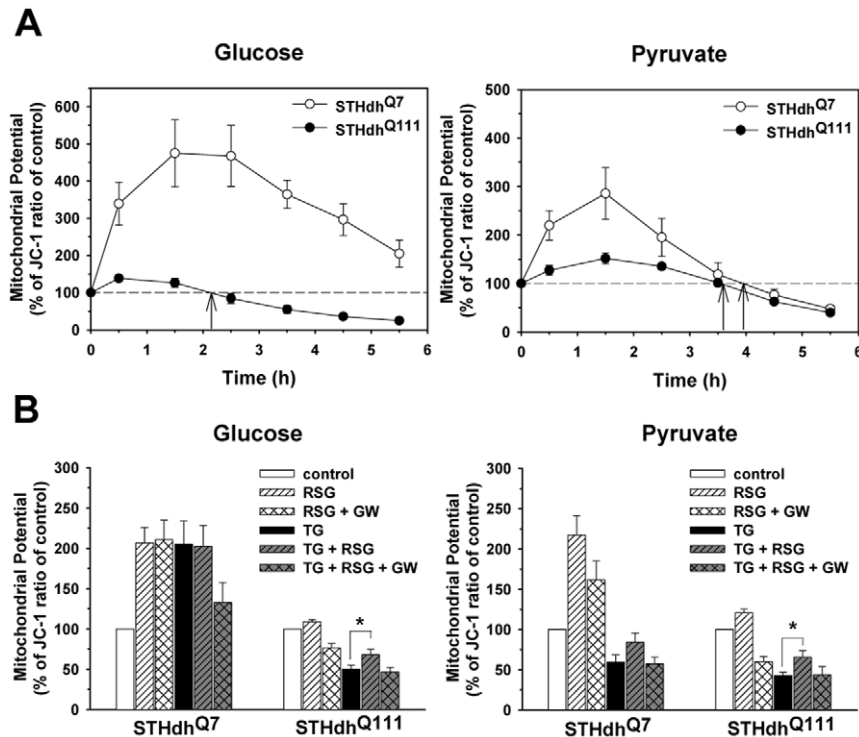 A
Glucose
Mitochondrial Potential
(% of JC-1 ratio of control)
600
500
400
300
200
100
0
STHdhQ7
STHdhQ111
0 1 2 3 4 5 6
Time (h)
Pyruvate
Mitochondrial Potential
(% of JC-1 ratio of control)
500
400
300
200
100
0
STHdhQ7
STHdhQ111
0 1 2 3 4 5 6
Time (h)
B
Glucose
Mitochondrial Potential
(% of JC-1 ratio of control)
300
250
200
150
100
50
0
control
RSG
RSG + GW
TG
TG + RSG
TG + RSG + GW
*
STHdhQ7 STHdhQ111
Pyruvate
Mitochondrial Potential
(% of JC-1 ratio of control)
300
250
200
150
100
50
0
control
RSG
RSG + GW
TG
TG + RSG
TG + RSG + GW
*
STHdhQ7 STHdhQ111